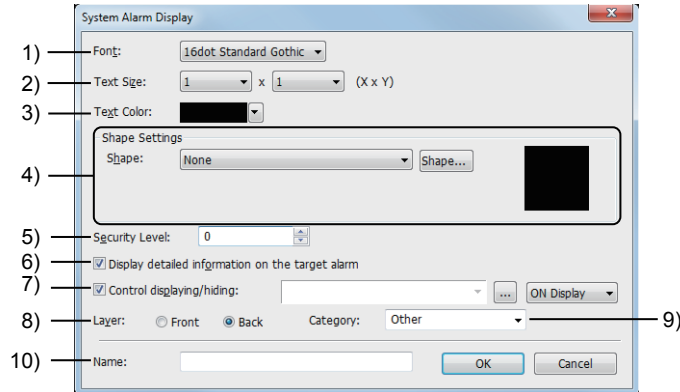 System Alarm Display
1) Font: 16dot Standard Gothic
2) Text Size: 1 x 1 (X x Y)
3) Text Color:
Shape Settings
4) Shape: None Shape...
5) Security Level: 0
6) Display detailed information on the target alarm
7) Control displaying/hiding: ... ON Display
8) Layer: Front Back Category: Other 9)
10) Name: OK Cancel